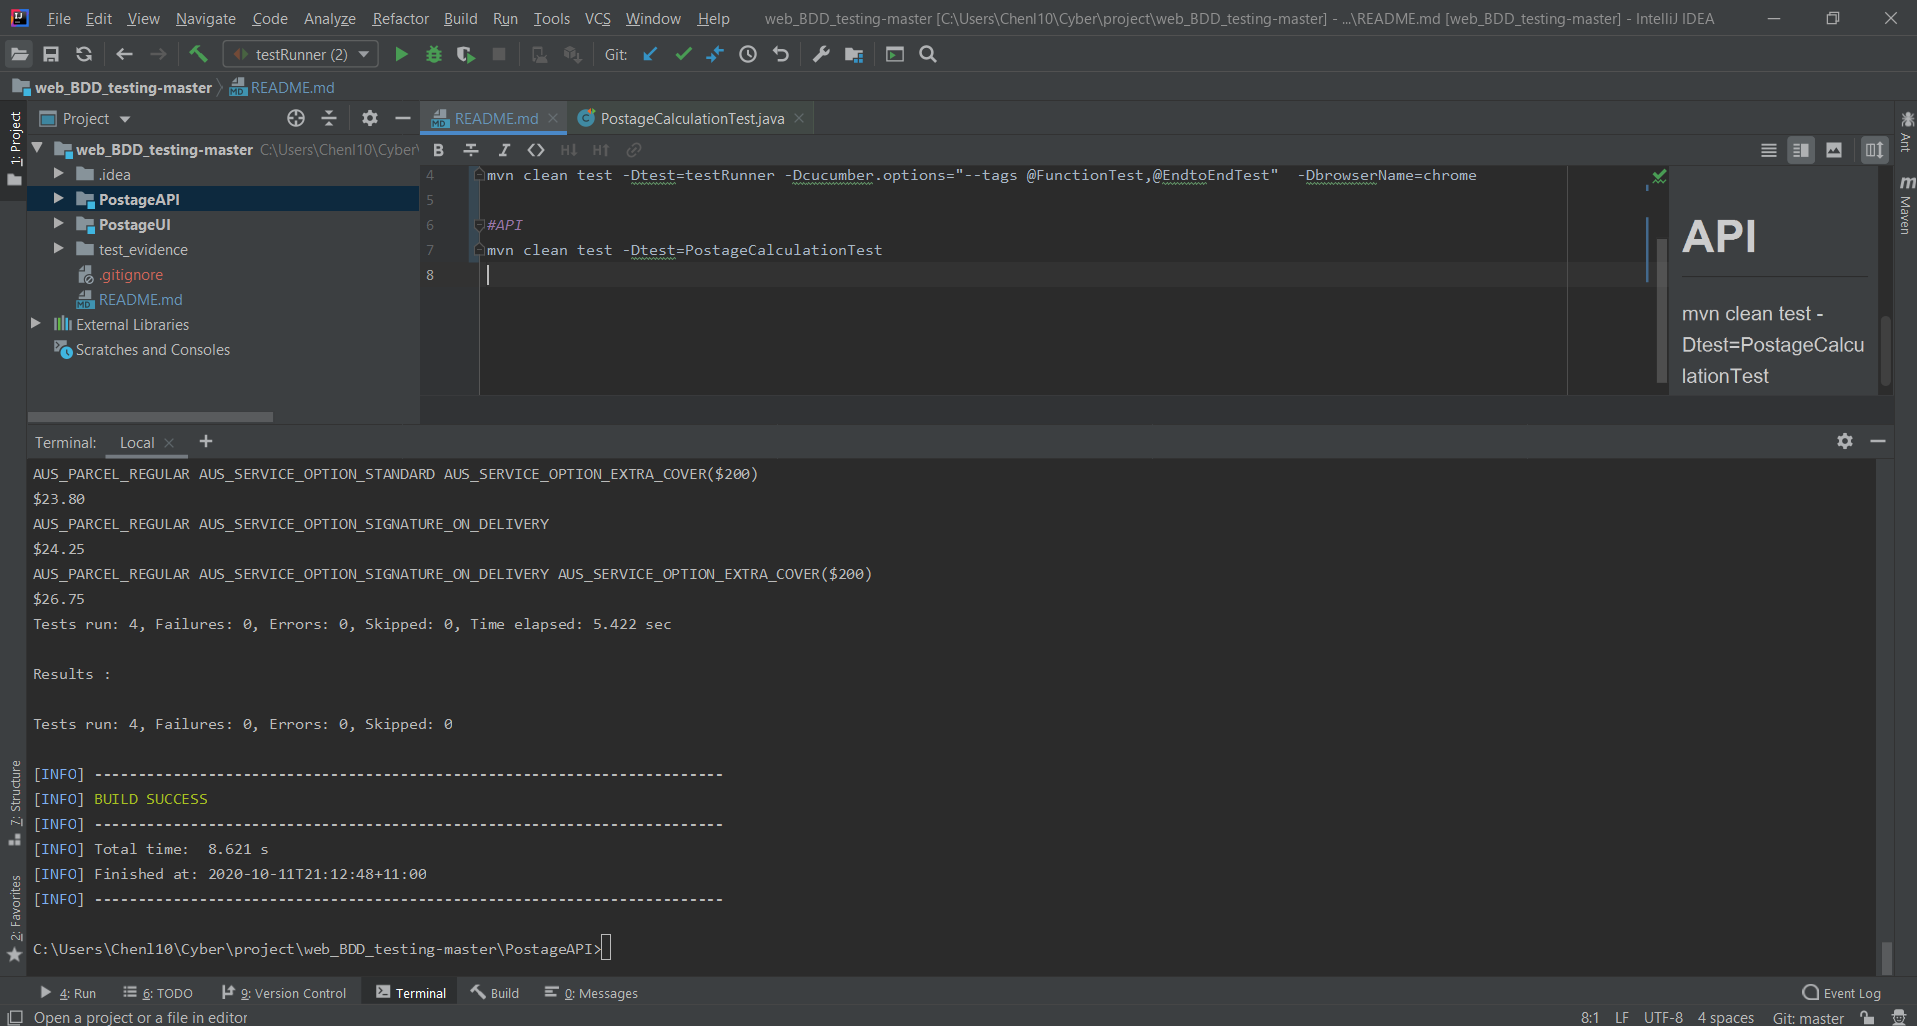 File Edit View Navigate Code Analyze Refactor Build Run Tools VCS Window Help web_BDD_testing-master [C:\Users\Chenl10\Cyber\project\web_BDD_testing-master] - ...\README.md [web_BDD_testing-master] - IntelliJ IDEA
testRunner (2) Git:
web_BDD_testing-master README.md
Project README.md PostageCalculationTest.java
1: Project
web_BDD_testing-master C:\Users\Chenl10\Cyber\
.idea
PostageAPI
PostageUI
test_evidence
.gitignore
README.md
External Libraries
Scratches and Consoles
B I <> H↓ H↑
4 mvn clean test -Dtest=testRunner -Dcucumber.options="--tags @FunctionTest,@EndtoEndTest"  -DbrowserName=chrome
5
6 #API
7 mvn clean test -Dtest=PostageCalculationTest
8
API
mvn clean test -
Dtest=PostageCalcu
lationTest
Ant
m Maven
Terminal: Local +
AUS_PARCEL_REGULAR AUS_SERVICE_OPTION_STANDARD AUS_SERVICE_OPTION_EXTRA_COVER($200)
$23.80
AUS_PARCEL_REGULAR AUS_SERVICE_OPTION_SIGNATURE_ON_DELIVERY
$24.25
AUS_PARCEL_REGULAR AUS_SERVICE_OPTION_SIGNATURE_ON_DELIVERY AUS_SERVICE_OPTION_EXTRA_COVER($200)
$26.75
Tests run: 4, Failures: 0, Errors: 0, Skipped: 0, Time elapsed: 5.422 sec
Results :
Tests run: 4, Failures: 0, Errors: 0, Skipped: 0
[INFO] ------------------------------------------------------------------------
[INFO] BUILD SUCCESS
[INFO] ------------------------------------------------------------------------
[INFO] Total time:  8.621 s
[INFO] Finished at: 2020-10-11T21:12:48+11:00
[INFO] ------------------------------------------------------------------------
C:\Users\Chenl10\Cyber\project\web_BDD_testing-master\PostageAPI>
7: Structure
2: Favorites
4: Run 6: TODO 9: Version Control Terminal Build 0: Messages Event Log
Open a project or a file in editor 8:1 LF UTF-8 4 spaces Git: master